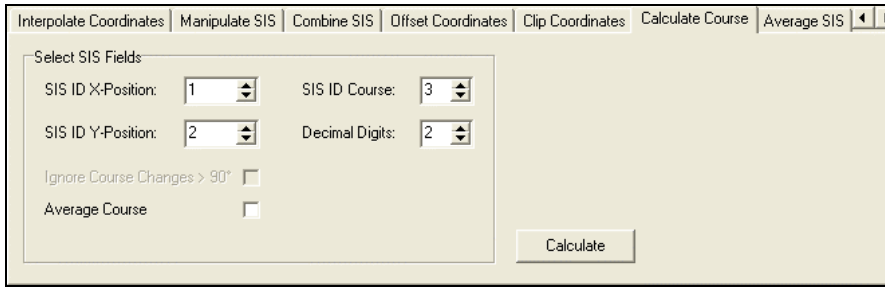 Interpolate Coordinates Manipulate SIS Combine SIS Offset Coordinates Clip Coordinates Calculate Course Average SIS
Select SIS Fields
SIS ID X-Position: 1 SIS ID Course: 3
SIS ID Y-Position: 2 Decimal Digits: 2
Ignore Course Changes > 90°
Average Course
Calculate